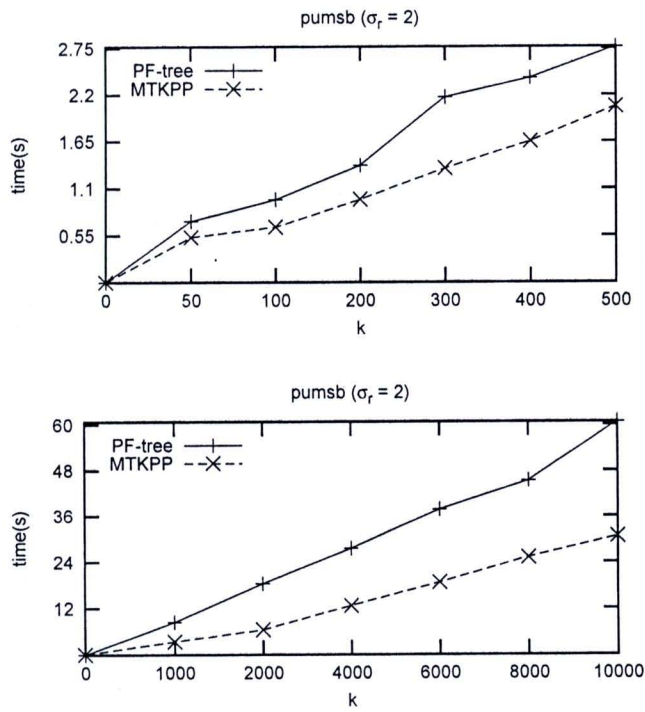 pumsb (σr = 2)
2.75
PF-tree
MTKPP
2.2
1.65
1.1
0.55
time(s)
0 50 100 200 300 400 500
k
pumsb (σr = 2)
60
PF-tree
MTKPP
48
36
24
12
time(s)
0 1000 2000 4000 6000 8000 10000
k